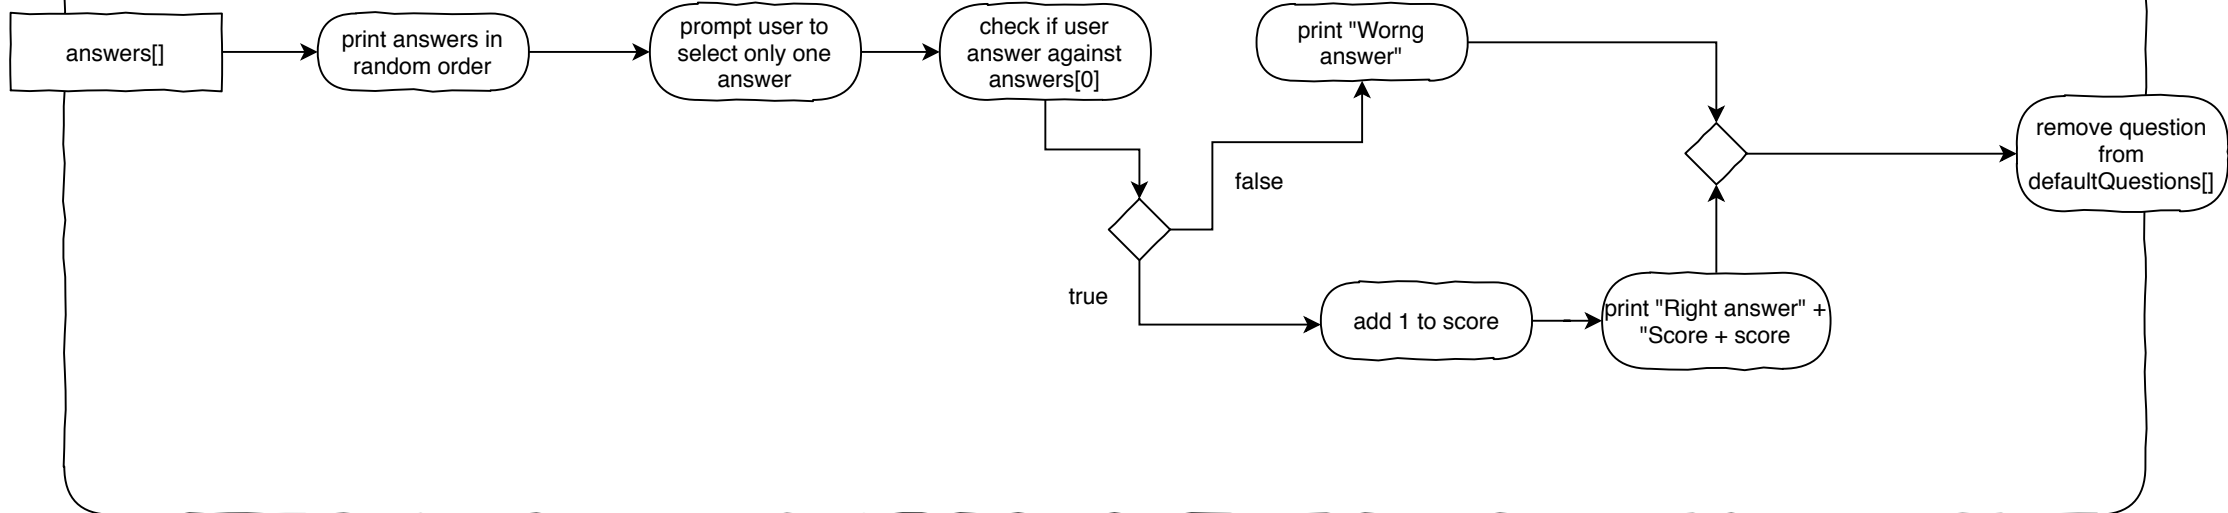 answers[]
print answers in
random order
prompt user to
select only one
answer
check if user
answer against
answers[0]
print "Worng
answer"
false
true
add 1 to score
print "Right answer" +
"Score + score
remove question
from
defaultQuestions[]